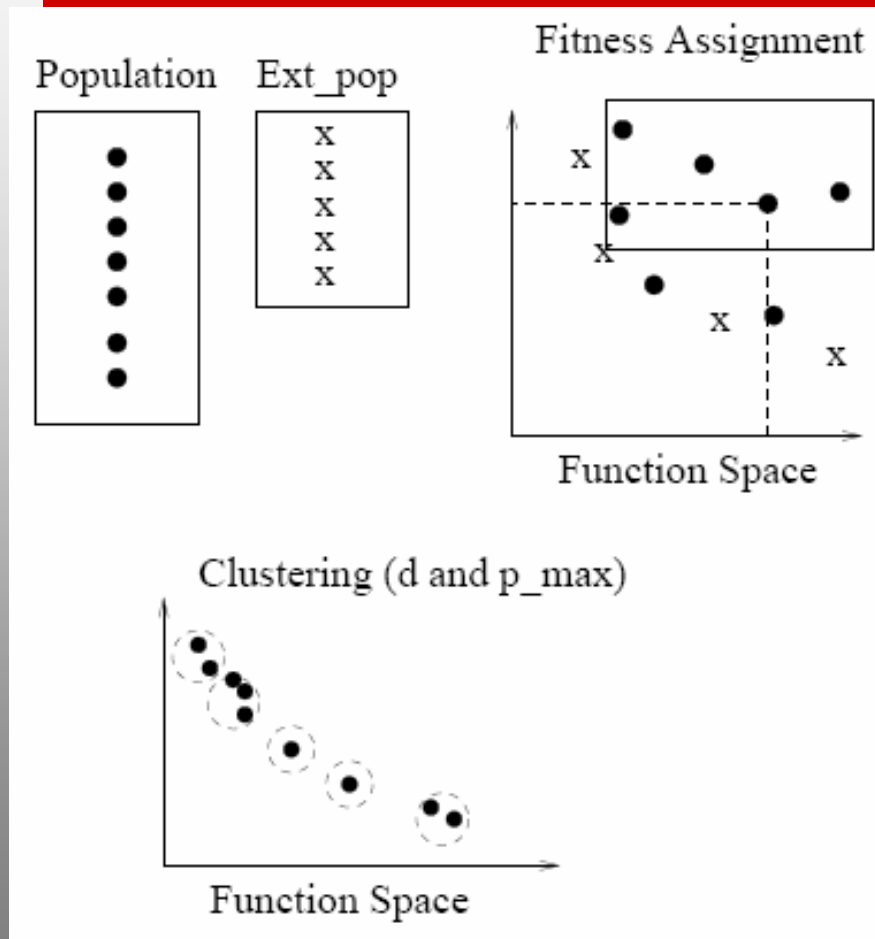 Population
Ext_pop
x
x
x
x
x
Fitness Assignment
x
x
x
x
Function Space
Clustering (d and p_max)
Function Space